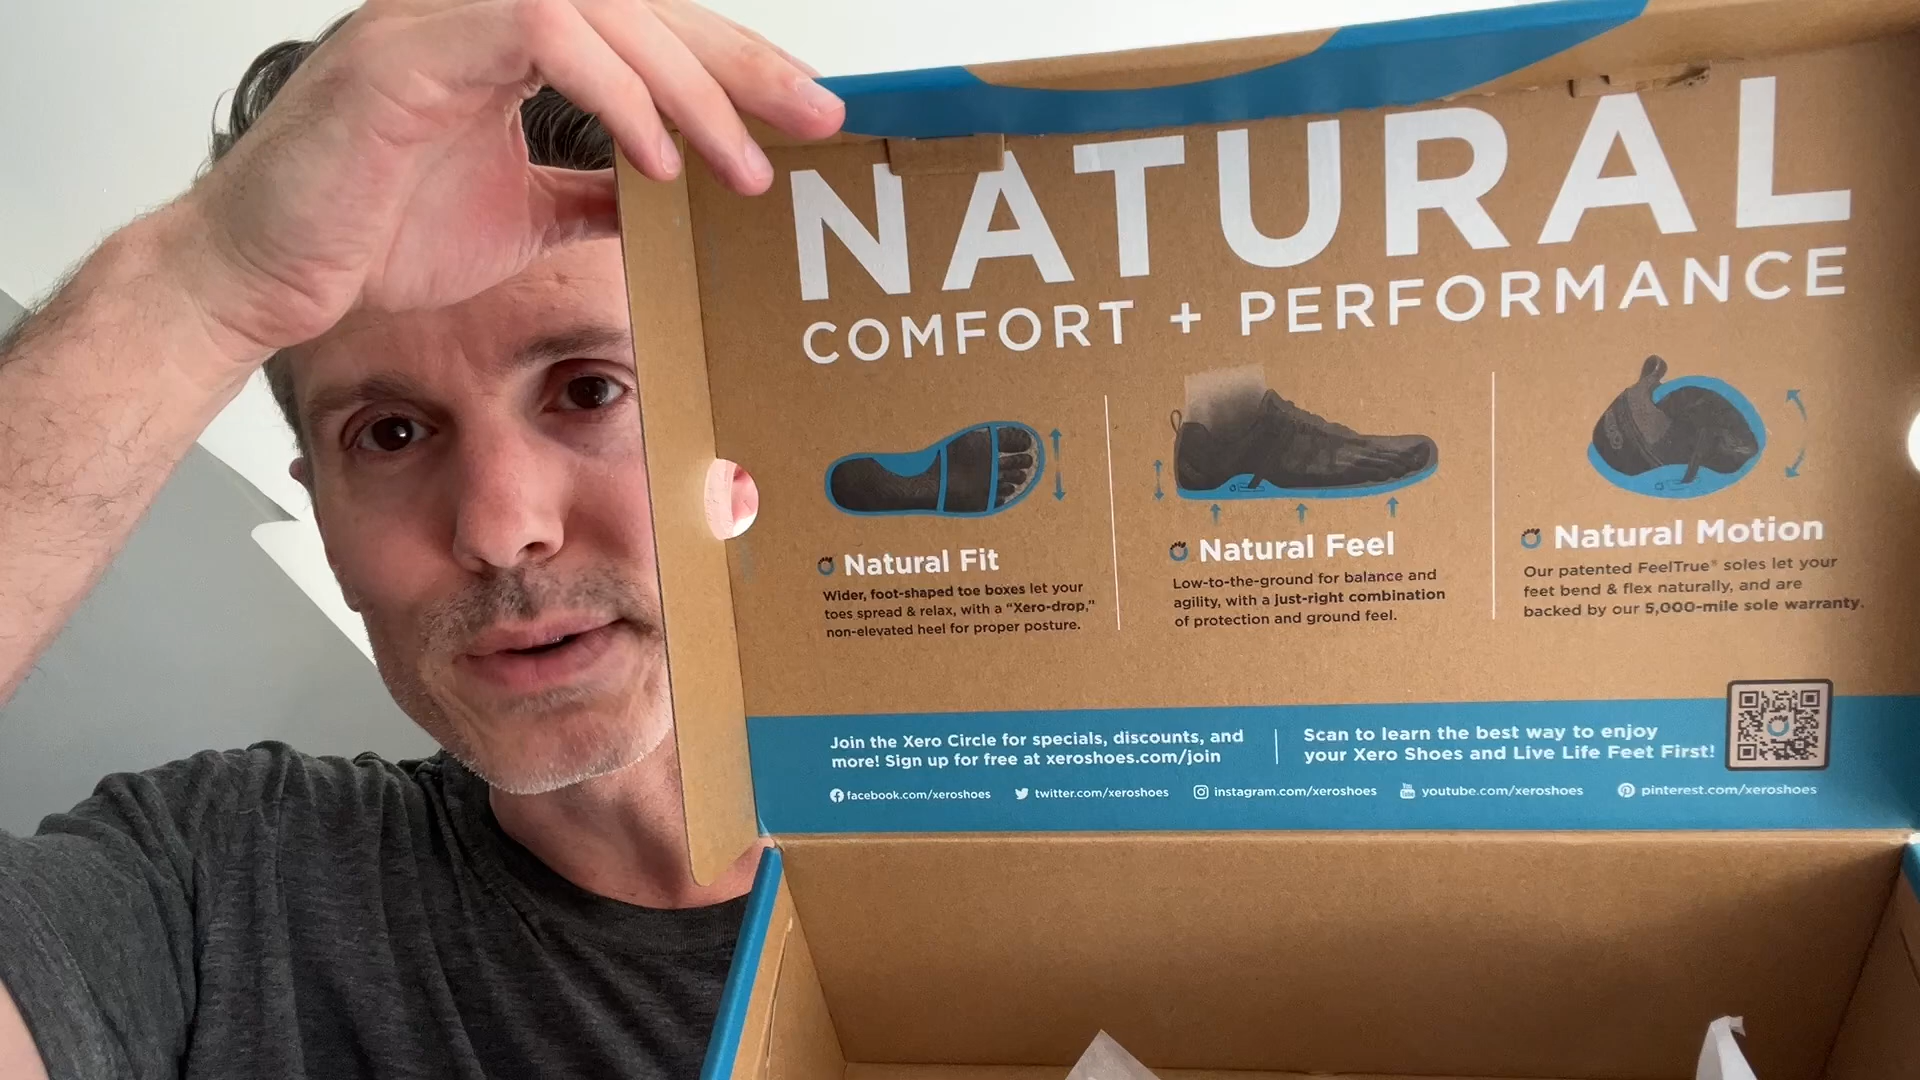 NATURAL
COMFORT + PERFORMANCE
Natural Fit
Wider, foot-shaped toe boxes let your
toes spread & relax, with a “Xero-drop,”
non-elevated heel for proper posture.
Natural Feel
Low-to-the-ground for balance and
agility, with a just-right combination
of protection and ground feel.
Natural Motion
Our patented FeelTrue® soles let your
feet bend & flex naturally, and are
backed by our 5,000-mile sole warranty.
Join the Xero Circle for specials, discounts, and
more! Sign up for free at xeroshoes.com/join
Scan to learn the best way to enjoy
your Xero Shoes and Live Life Feet First!
facebook.com/xeroshoes
twitter.com/xeroshoes
instagram.com/xeroshoes
youtube.com/xeroshoes
pinterest.com/xeroshoes